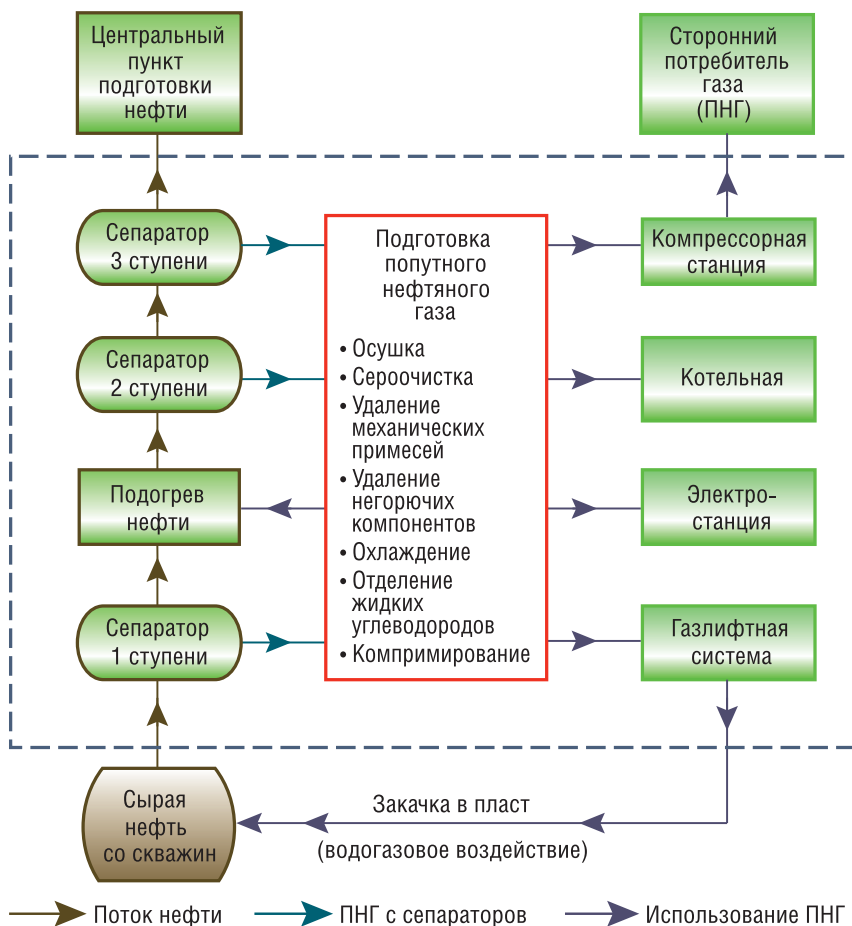 Центральный
пункт
подготовки
нефти
Сторонний
потребитель
газа
(ПНГ)
Сепаратор
3 ступени
Подготовка
попутного
нефтяного
газа
• Осушка
• Сероочистка
• Удаление
механических
примесей
• Удаление
негорючих
компонентов
• Охлаждение
• Отделение
жидких
углеводородов
• Компримирование
Компрессорная
станция
Сепаратор
2 ступени
Котельная
Подогрев
нефти
Электро-
станция
Сепаратор
1 ступени
Газлифтная
система
Сырая
нефть
со скважин
Закачка в пласт
(водогазовое воздействие)
Поток нефти
ПНГ с сепараторов
Использование ПНГ